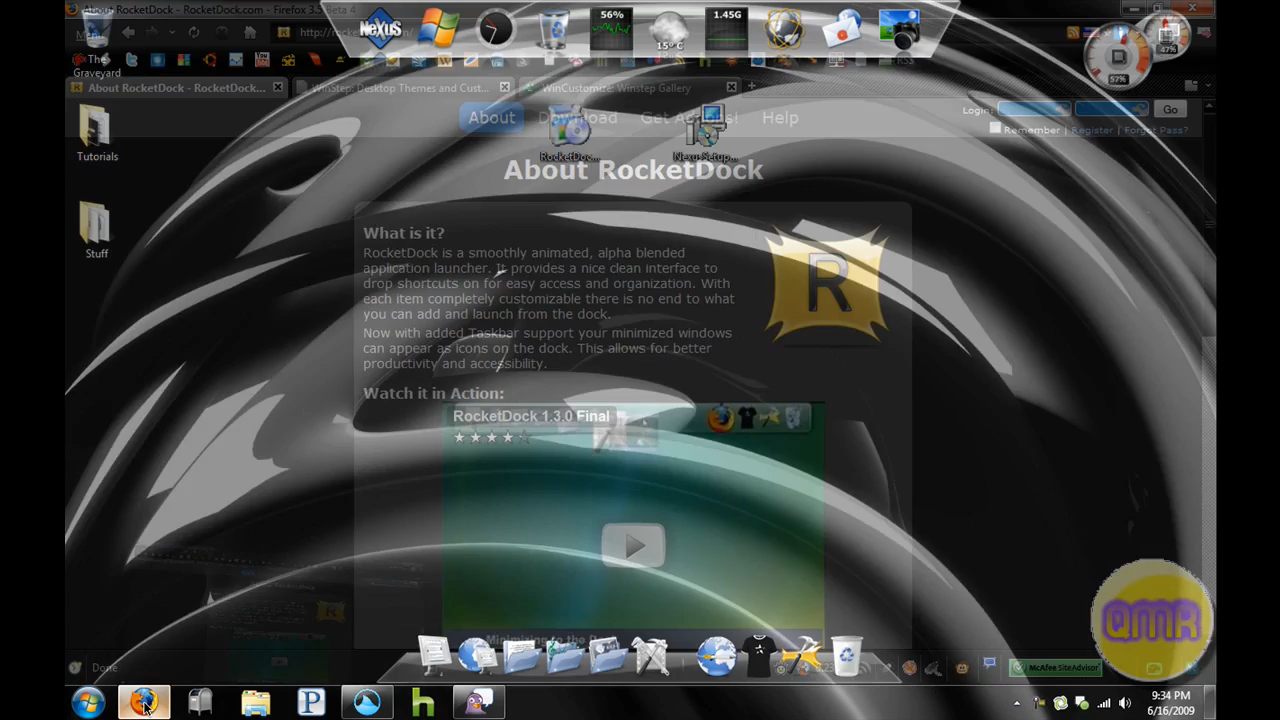 About RocketDock - RocketDock.com - Firefox 3.5 Beta 4
NeXuS
56%
15° C
1.45G
47%
57%
The Graveyard
About RocketDock - RocketDock...
WinStep: Desktop Themes and Cust...
WinCustomize: Winstep Gallery
About
Download
Help
Login:
Go
Remember | Register | Forgot Pass?
Tutorials
RocketDoc...
NexusSetup...
About RocketDock
Stuff
What is it?
RocketDock is a smoothly animated, alpha blended
application launcher. It provides a nice clean interface to
drop shortcuts on for easy access and organization. With
each item completely customizable there is no end to what
you can add and launch from the dock.
Now with added Taskbar support your minimized windows
can appear as icons on the dock. This allows for better
productivity and accessibility.
R
Watch it in Action:
RocketDock 1.3.0 Final
QMR
Done
McAfee SiteAdvisor
P
h
9:34 PM
6/16/2009